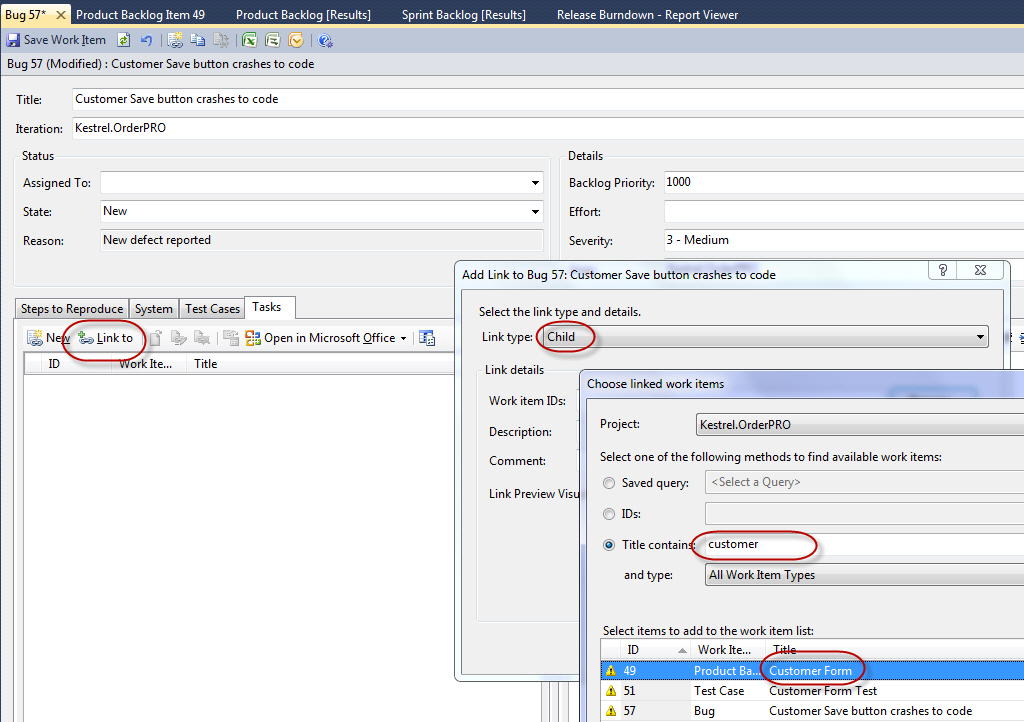 Bug 57* Product Backlog Item 49 Product Backlog [Results] Sprint Backlog [Results] Release Burndown - Report Viewer
Save Work Item
Bug 57 (Modified) : Customer Save button crashes to code
Title: Customer Save button crashes to code
Iteration: Kestrel.OrderPRO
Status
Assigned To:
State: New
Reason: New defect reported
Details
Backlog Priority: 1000
Effort:
Severity: 3 - Medium
Steps to Reproduce System Test Cases Tasks
New Link to Open in Microsoft Office
ID Work Ite... Title
Add Link to Bug 57: Customer Save button crashes to code
Select the link type and details.
Link type: Child
Link details
Work item IDs:
Description:
Comment:
Link Preview Visu
Choose linked work items
Project: Kestrel.OrderPRO
Select one of the following methods to find available work items:
Saved query: <Select a Query>
IDs:
Title contains: customer
and type: All Work Item Types
Select items to add to the work item list:
ID Work Ite... Title
49 Product Ba... Customer Form
51 Test Case Customer Form Test
57 Bug Customer Save button crashes to code